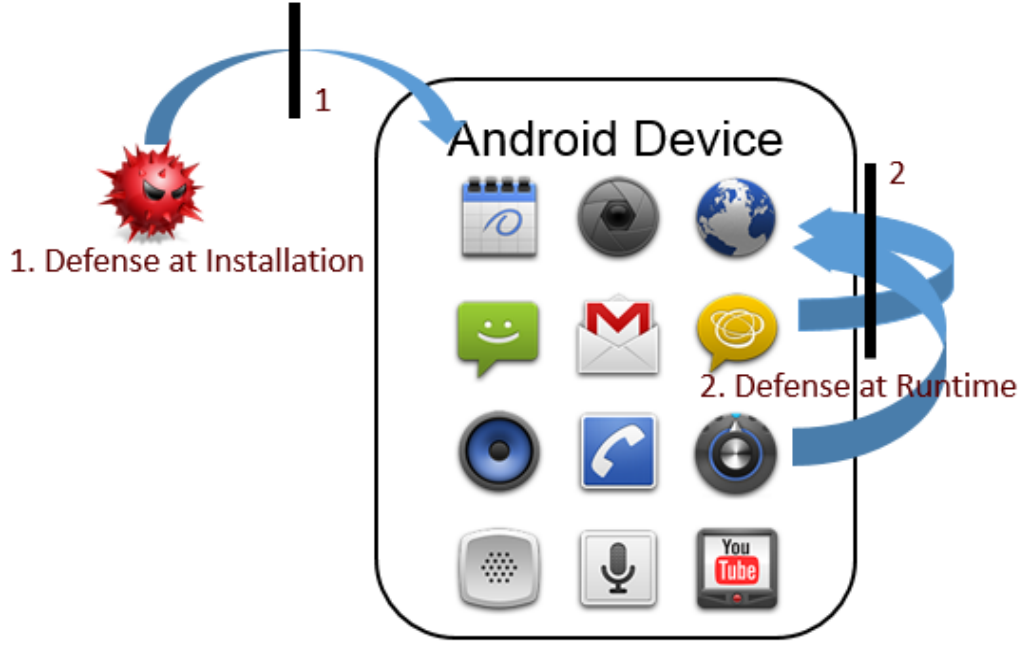 1
Android Device
2
1. Defense at Installation
M
2. Defense at Runtime
You
Tube